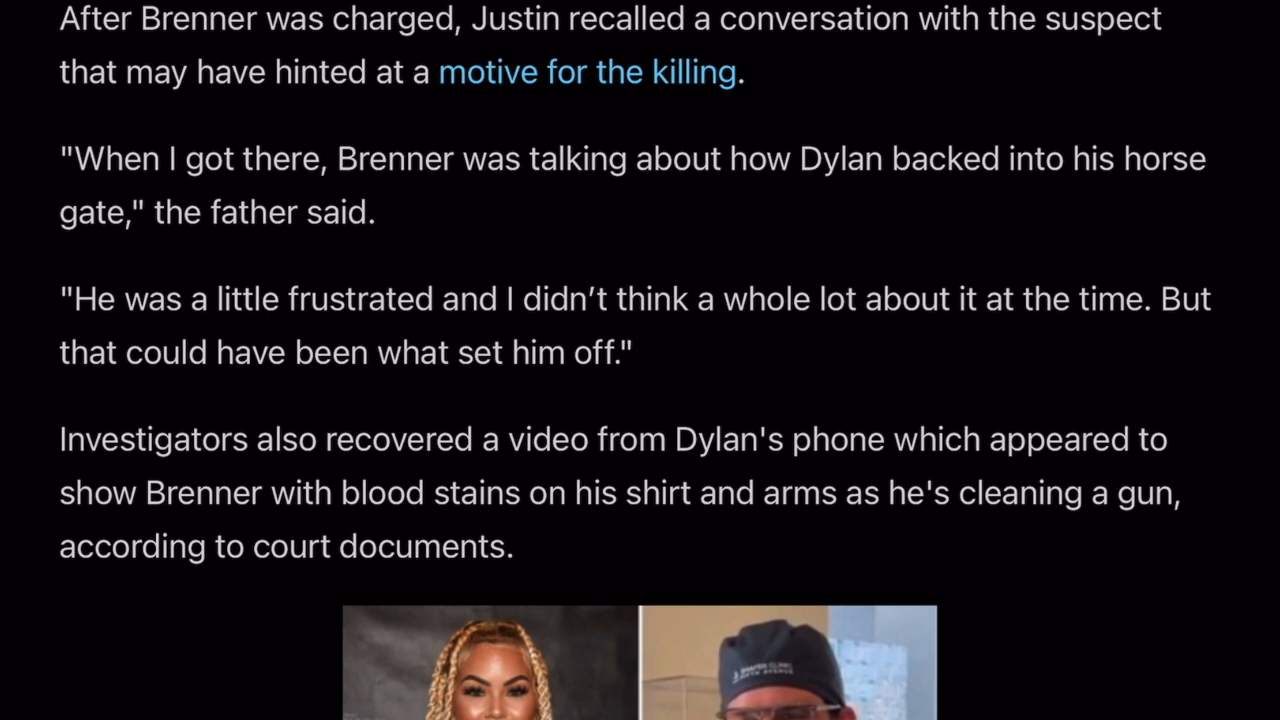 After Brenner was charged, Justin recalled a conversation with the suspect
that may have hinted at a motive for the killing.
"When I got there, Brenner was talking about how Dylan backed into his horse
gate," the father said.
"He was a little frustrated and I didn’t think a whole lot about it at the time. But
that could have been what set him off."
Investigators also recovered a video from Dylan's phone which appeared to
show Brenner with blood stains on his shirt and arms as he's cleaning a gun,
according to court documents.
CLINIC
AVENUE